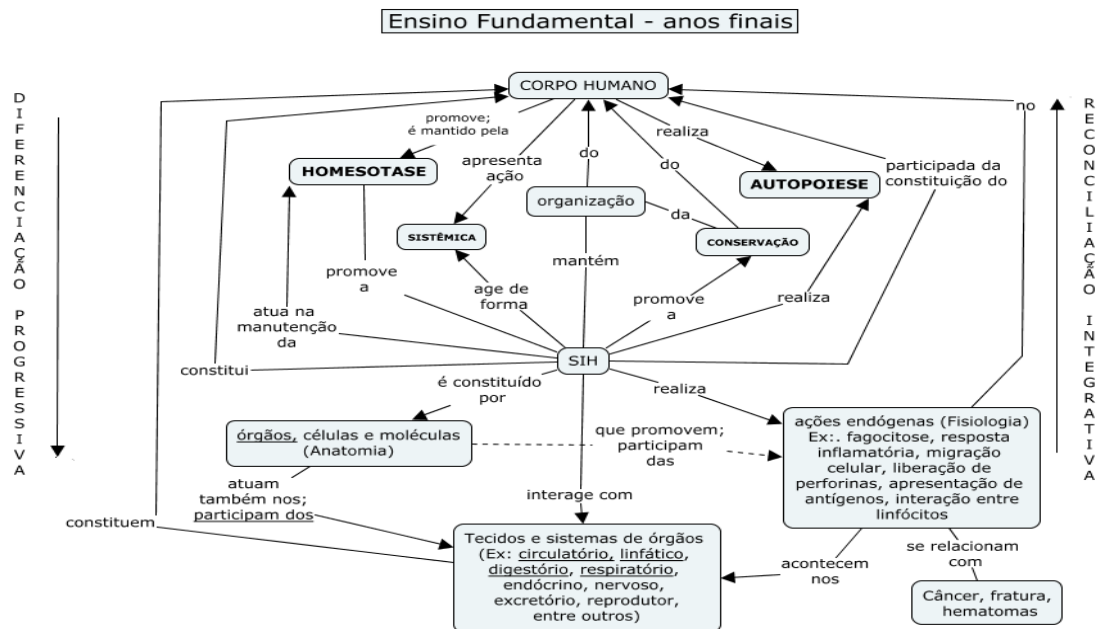 Ensino Fundamental - anos finais
DIFERENCIAÇÃO PROGRESSIVA
RECONCILIAÇÃO INTEGRATIVA
CORPO HUMANO
no
promove;
é mantido pela
realiza
apresenta
ação
do
do
participada da
constituição do
HOMESOTASE
AUTOPOIESE
organização
da
SISTÊMICA
CONSERVAÇÃO
mantém
promove
a
age de
forma
promove
a
realiza
atua na
manutenção
da
constitui
SIH
é constituído
por
realiza
órgãos, células e moléculas
(Anatomia)
que promovem;
participam
das
ações endógenas (Fisiologia)
Ex:. fagocitose, resposta
inflamatória, migração
celular, liberação de
perforinas, apresentação de
antígenos, interação entre
linfócitos
atuam
também nos;
participam dos
interage com
constituem
Tecidos e sistemas de órgãos
(Ex: circulatório, linfático,
digestório, respiratório,
endócrino, nervoso,
excretório, reprodutor,
entre outros)
acontecem
nos
se relacionam
com
Câncer, fratura,
hematomas